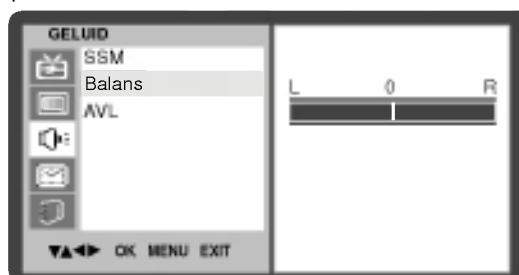 GELUID
SSM
Balans
AVL
L 0 R
▼▲◀▶ OK MENU EXIT